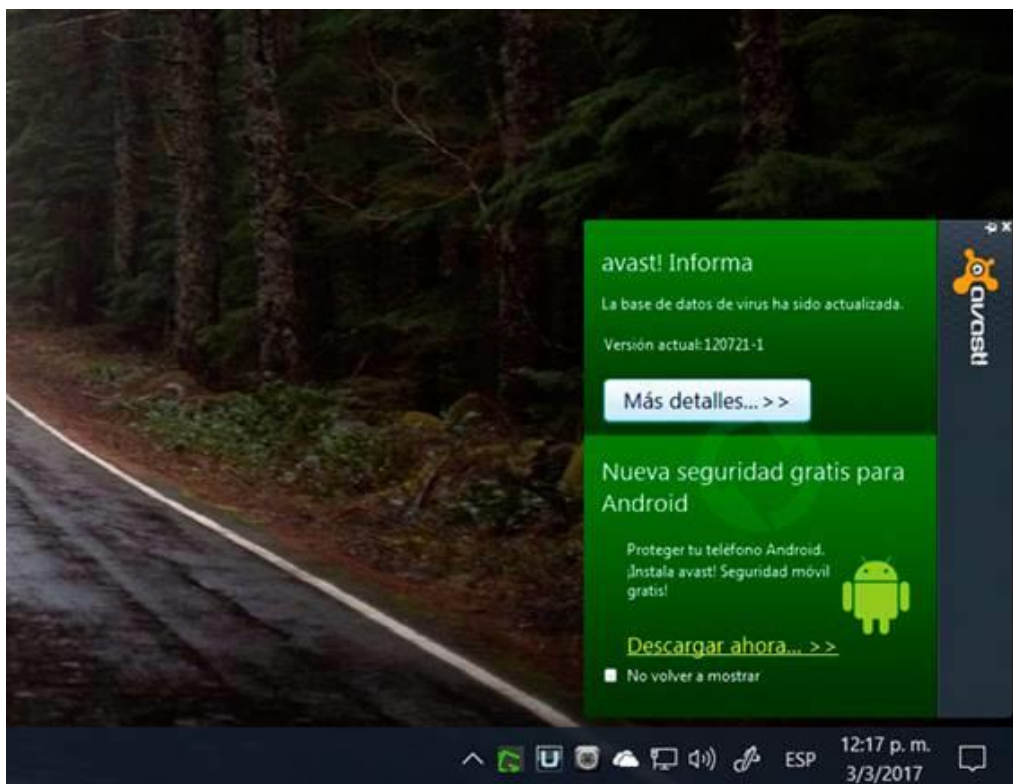 avast! Informa
La base de datos de virus ha sido actualizada.
Versión actual:120721-1
Más detalles...>>
avast!
Nueva seguridad gratis para
Android
Proteger tu teléfono Android.
¡Instala avast! Seguridad móvil
gratis!
Descargar ahora... >>
No volver a mostrar
ESP
12:17 p. m.
3/3/2017